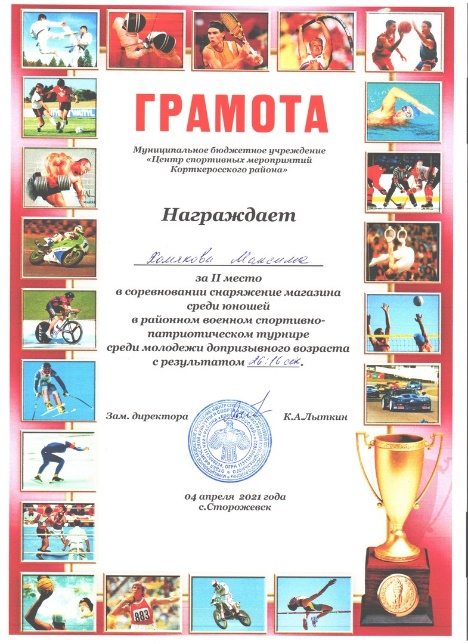 ГРАМОТА
Муниципальное бюджетное учреждение
«Центр спортивных мероприятий
Корткеросского района»
Награждает
Хомякова Максима
за II место
в соревновании снаряжение магазина
среди юношей
в районном военном спортивно-
патриотическом турнире
среди молодежи допризывного возраста
с результатом 26:16 сек.
Зам. директора К.А.Лыткин
04 апреля 2021 года
с.Сторожевск
883